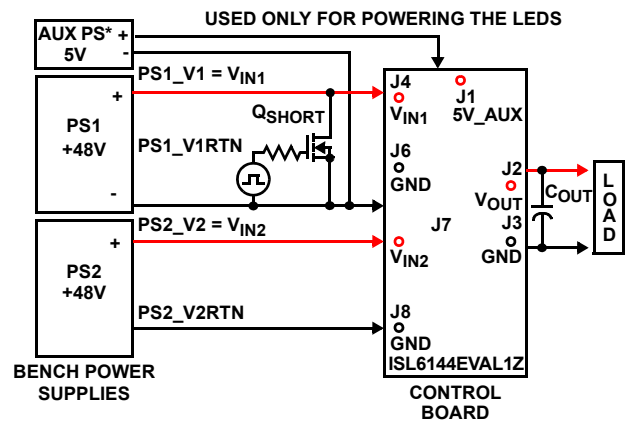 USED ONLY FOR POWERING THE LEDS
AUX PS* +
5V -
+
PS1
+48V
-
PS1_V1 = VIN1
QSHORT
PS1_V1RTN
PS2_V2 = VIN2
+
PS2
+48V
PS2_V2RTN
BENCH POWER
SUPPLIES
J4
VIN1
J1
5V_AUX
J6
GND
J2
VOUT
J7
J3
GND
VIN2
J8
GND
ISL6144EVAL1Z
CONTROL
BOARD
COUT
LOAD